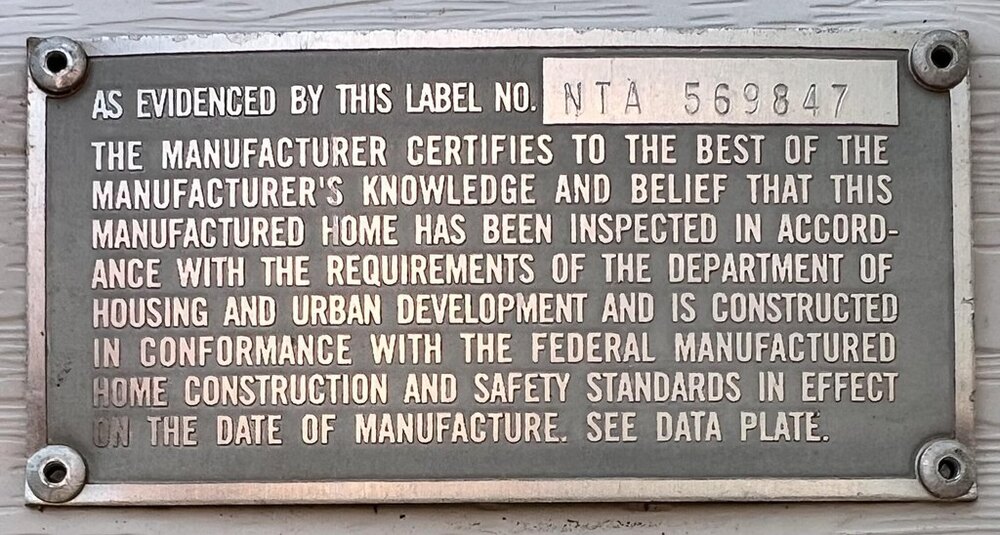 AS EVIDENCED BY THIS LABEL NO. NTA 569847
THE MANUFACTURER CERTIFIES TO THE BEST OF THE
MANUFACTURER'S KNOWLEDGE AND BELIEF THAT THIS
MANUFACTURED HOME HAS BEEN INSPECTED IN ACCORD-
ANCE WITH THE REQUIREMENTS OF THE DEPARTMENT OF
HOUSING AND URBAN DEVELOPMENT AND IS CONSTRUCTED
IN CONFORMANCE WITH THE FEDERAL MANUFACTURED
HOME CONSTRUCTION AND SAFETY STANDARDS IN EFFECT
ON THE DATE OF MANUFACTURE. SEE DATA PLATE.